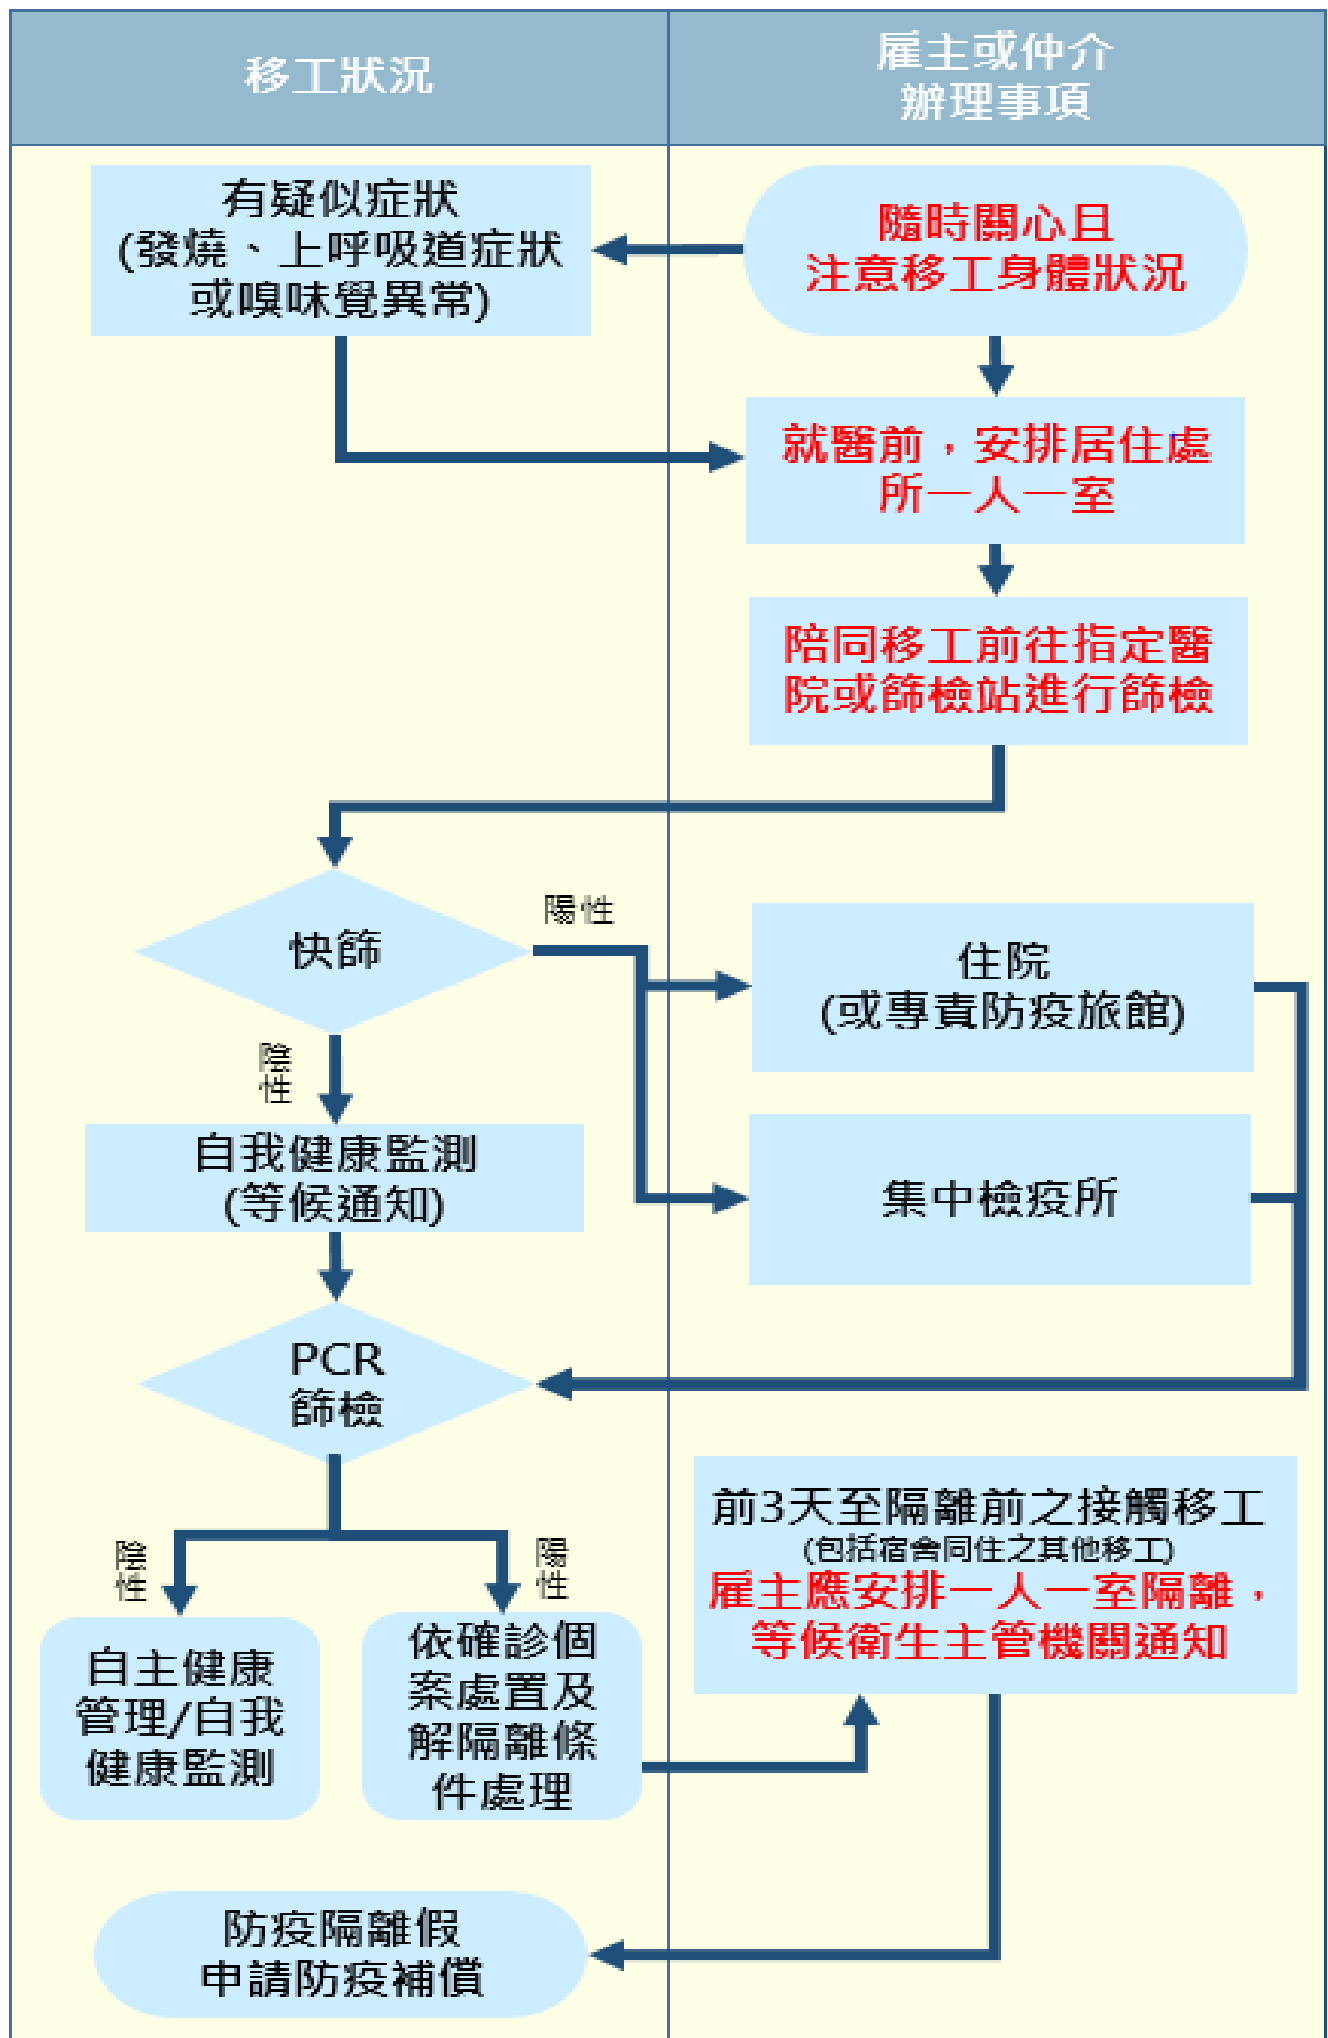 移工狀況
雇主或仲介
辦理事項
有疑似症狀
(發燒、上呼吸道症狀
或嗅味覺異常)
隨時關心且
注意移工身體狀況
就醫前，安排居住處
所一人一室
陪同移工前往指定醫
院或篩檢站進行篩檢
快篩
陽性
住院
(或專責防疫旅館)
陰性
自我健康監測
(等候通知)
集中檢疫所
PCR
篩檢
陰性
陽性
前3天至隔離前之接觸移工
(包括宿舍同住之其他移工)
雇主應安排一人一室隔離，
等候衛生主管機關通知
自主健康
管理/自我
健康監測
依確診個
案處置及
解隔離條
件處理
防疫隔離假
申請防疫補償